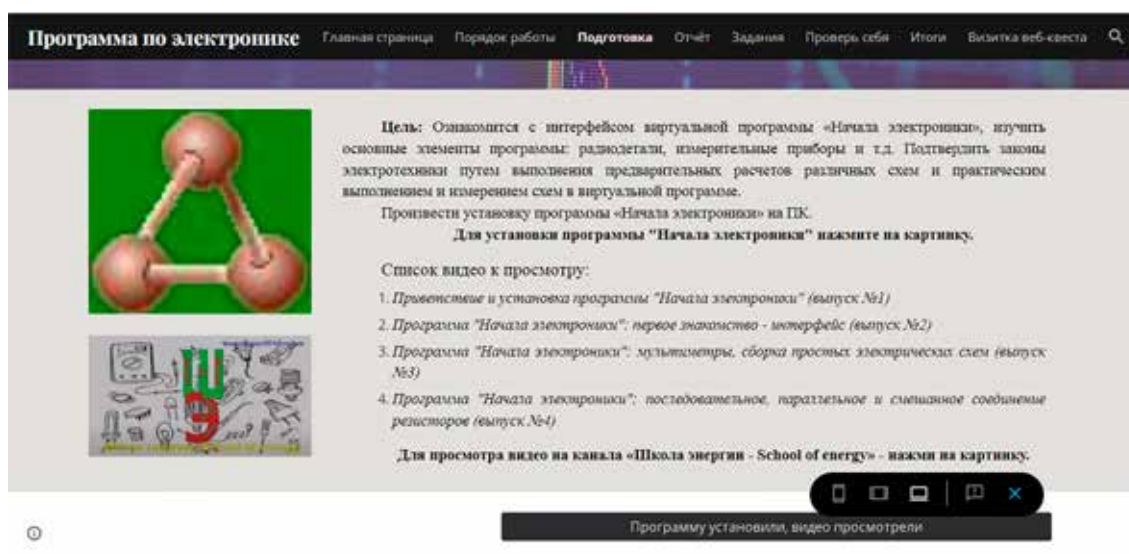 Программа по электронике Главная страница Порядок работы Подготовка Отчёт Задания Проверь себя Итоги Визитка веб-квеста
Цель: Ознакомится с интерфейсом виртуальной программы «Начала электроники», изучить
основные элементы программы: радиодетали, измерительные приборы и т.д. Подтвердить законы
электротехники путем выполнения предварительных расчетов различных схем и практическим
выполнением и измерением схем в виртуальной программе.
Произвести установку программы «Начала электроники» на ПК.
Для установки программы "Начала электроники" нажмите на картинку.
Список видео к просмотру:
1. Приветствие и установка программы "Начала электроники" (выпуск №1)
2. Программа "Начала электроники": первое знакомство - интерфейс (выпуск №2)
3. Программа "Начала электроники": мультиметры, сборка простых электрических схем (выпуск
№3)
4. Программа "Начала электроники": последовательное, параллельное и смешанное соединение
резисторов (выпуск №4)
ШЭ
Для просмотра видео на канала «Школа энергии - School of energy» - нажми на картинку.
Программу установили, видео просмотрели